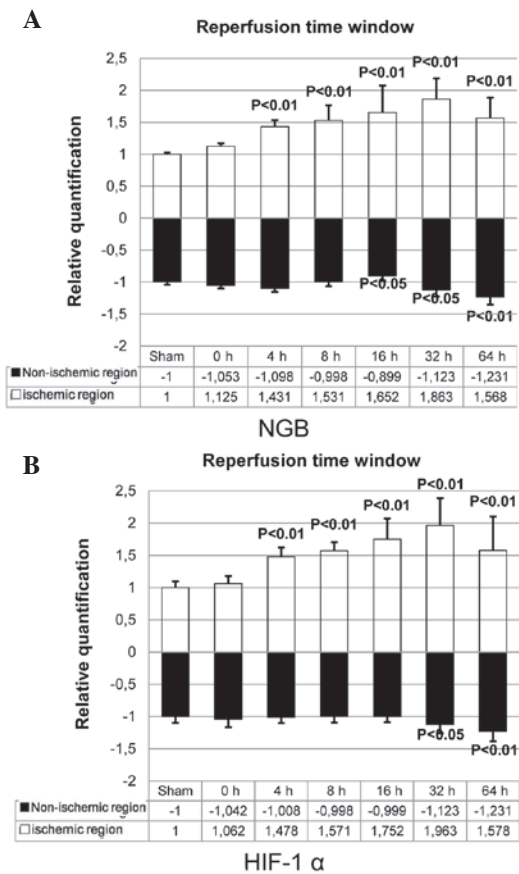 A
Reperfusion time window
Relative quantification
2,5
2
1,5
1
0,5
0
-0,5
-1
-1,5
-2
P<0.01 P<0.01 P<0.01 P<0.01 P<0.01
P<0.05 P<0.05 P<0.01
Sham 0 h 4 h 8 h 16 h 32 h 64 h
Non-ischemic region -1 -1,053 -1,098 -0,998 -0,899 -1,123 -1,231
ischemic region 1 1,125 1,431 1,531 1,652 1,863 1,568
NGB
B
Reperfusion time window
Relative quantification
2,5
2
1,5
1
0,5
0
-0,5
-1
-1,5
-2
P<0.01 P<0.01 P<0.01 P<0.01 P<0.01
P<0.05 P<0.01
Sham 0 h 4 h 8 h 16 h 32 h 64 h
Non-ischemic region -1 -1,042 -1,008 -0,998 -0,999 -1,123 -1,231
ischemic region 1 1,062 1,478 1,571 1,752 1,963 1,578
HIF-1 α